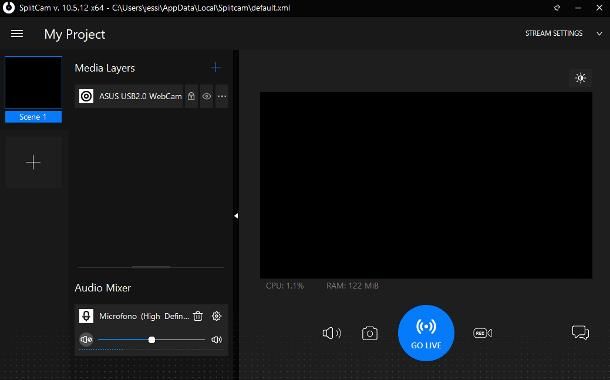 SplitCam v. 10.5.12 x64 - C:\Users\jessi\AppData\Local\Splitcam\default.xml
My Project
STREAM SETTINGS
Media Layers
ASUS USB2.0 WebCam
Scene 1
CPU: 1,1%
RAM: 122 MiB
Audio Mixer
Microfono (High Defin...
GO LIVE
REC